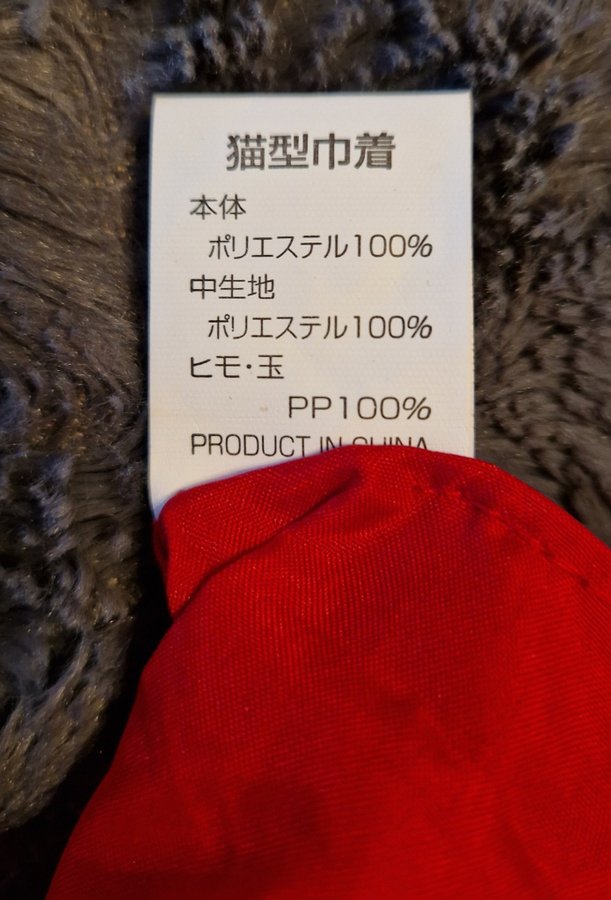 猫型巾着
本体
ポリエステル100%
中生地
ポリエステル100%
ヒモ・玉
PP100%
PRODUCT IN CHINA